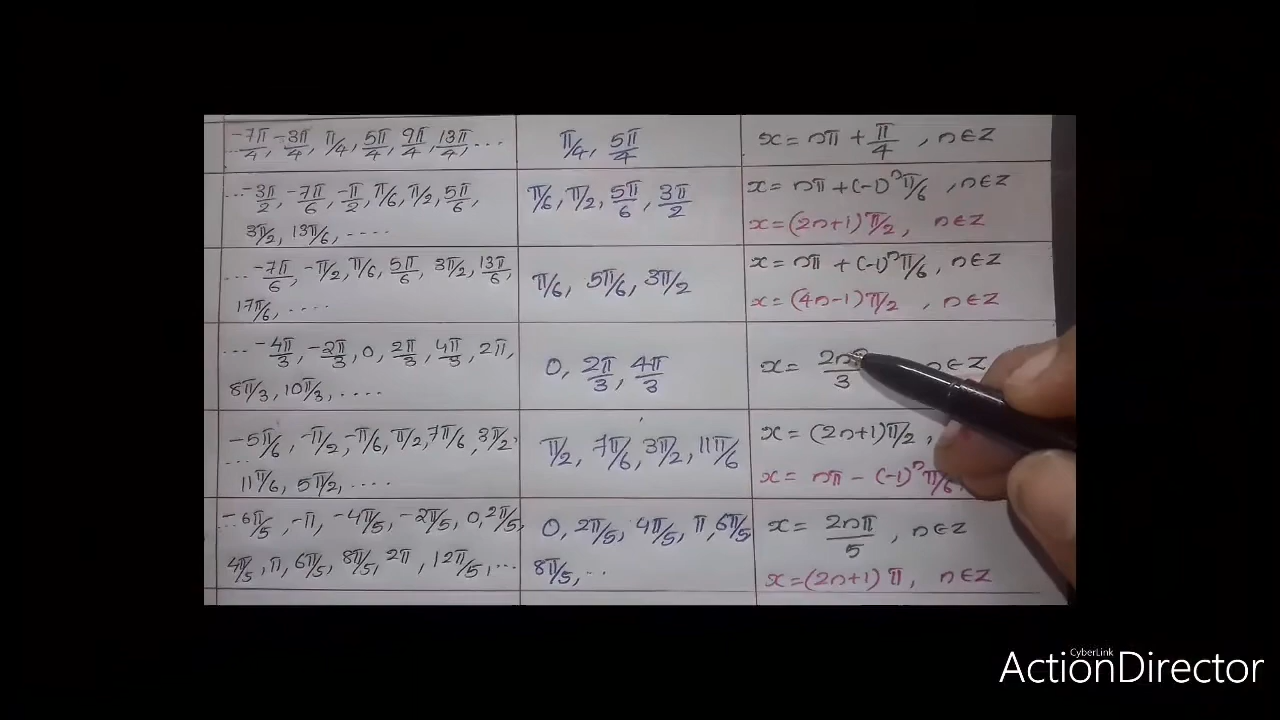 ...-7π/4, -3π/4, π/4, 5π/4, 9π/4, 13π/4, ...
π/4, 5π/4
x = nπ + π/4 , n∈Z
...-3π/2, -7π/6, -π/2, π/6, π/2, 5π/6,
3π/2, 13π/6, ....
π/6, π/2, 5π/6, 3π/2
x = nπ + (-1)ⁿπ/6 , n∈Z
x = (2n+1)π/2 , n∈Z
... -7π/6, -π/2, π/6, 5π/6, 3π/2, 13π/6,
17π/6, ....
π/6, 5π/6, 3π/2
x = nπ + (-1)ⁿπ/6 , n∈Z
x = (4n-1)π/2 , n∈Z
... -4π/3, -2π/3, 0, 2π/3, 4π/3, 2π,
8π/3, 10π/3, ....
0, 2π/3, 4π/3
x = 2n /3 n∈Z
... -5π/6, -π/2, -π/6, π/2, 7π/6, 3π/2,
11π/6, 5π/2, ....
π/2, 7π/6, 3π/2, 11π/6
x = (2n+1)π/2 ,
x = nπ - (-1)ⁿπ/6,
-6π/5, -π, -4π/5, -2π/5, 0, 2π/5,
4π/5, π, 6π/5, 8π/5, 2π, 12π/5, ...
0, 2π/5, 4π/5, π, 6π/5,
8π/5, ..
x = 2nπ/5 , n∈Z
x = (2n+1)π, n∈Z
CyberLink
ActionDirector